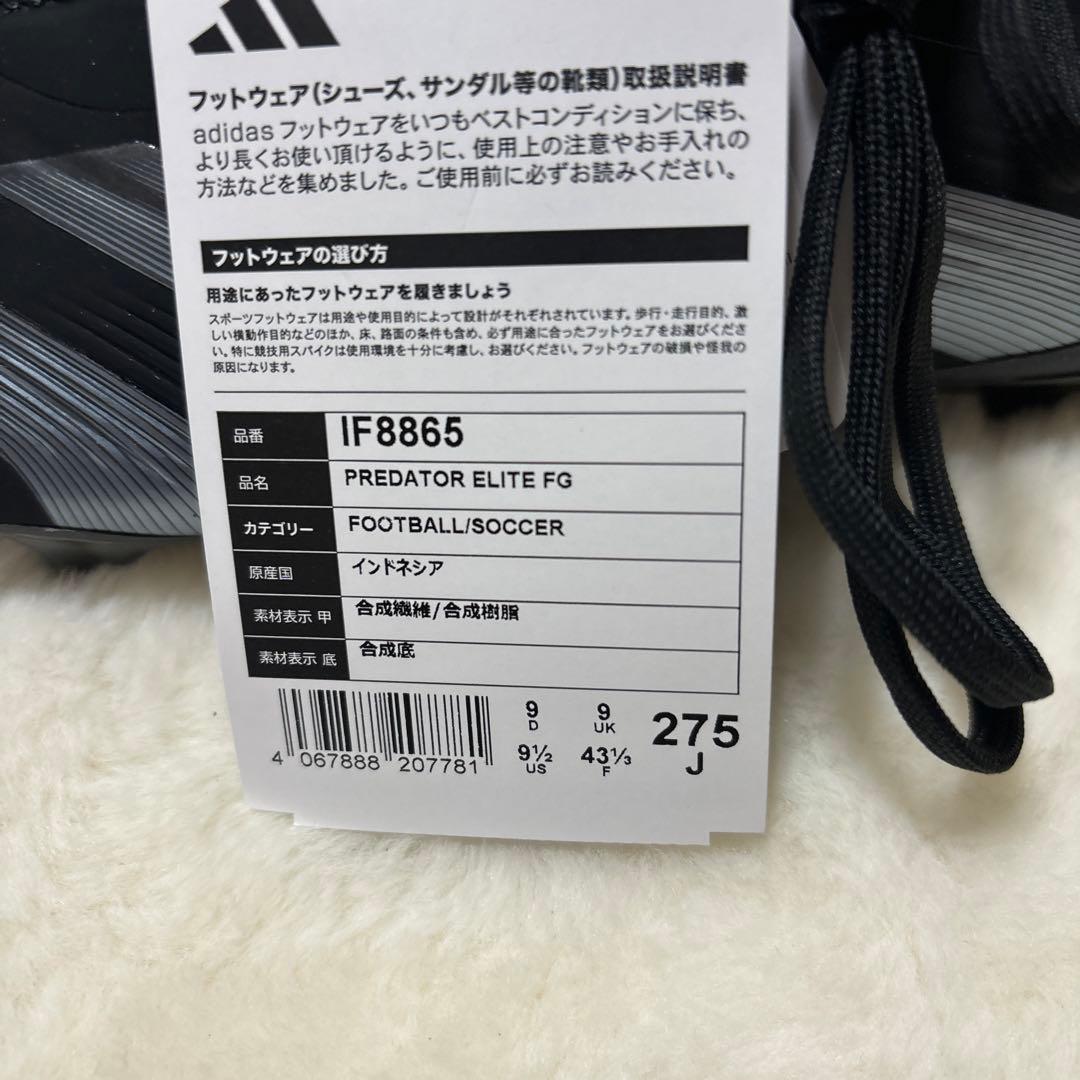 フットウェア(シューズ、サンダル等の靴類)取扱説明書
adidasフットウェアをいつもベストコンディションに保ち、
より長くお使い頂けるように、使用上の注意やお手入れの
方法などを集めました。ご使用前に必ずお読みください。
フットウェアの選び方
用途にあったフットウェアを履きましょう
スポーツフットウェアは用途や使用目的によって設計がそれぞれされています。歩行・走行目的、激
しい横動作目的などのほか、床、路面の条件も含め、必ず用途に合ったフットウェアをお選びくださ
い。特に競技用スパイクは使用環境を十分に考慮し、お選びください。フットウェアの破損や怪我の
原因になります。
品番 IF8865
品名 PREDATOR ELITE FG
カテゴリー FOOTBALL/SOCCER
原産国 インドネシア
素材表示 甲 合成繊維/合成樹脂
素材表示 底 合成底
9 D 9 UK 275 J
9½ US 43⅓ F
4 067888 207781